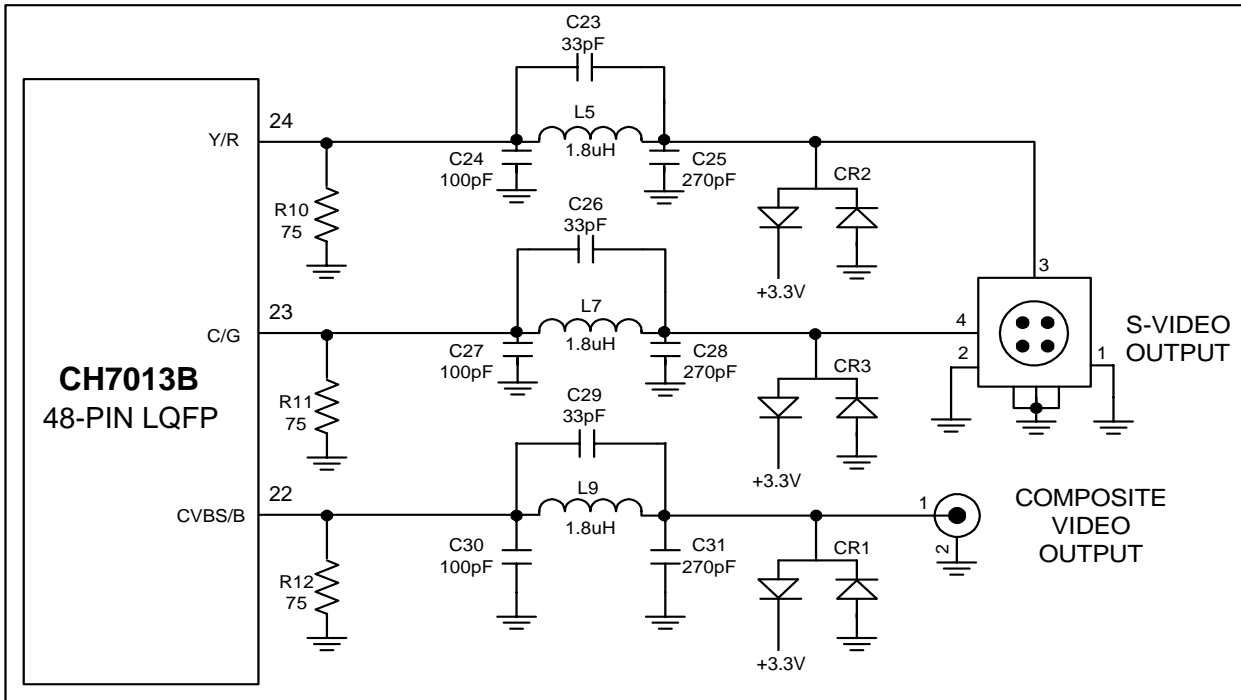 C23
33pF
24
Y/R
L5
1.8uH
C24
100pF
C25
270pF
CR2
R10
75
C26
33pF
+3.3V
3
23
C/G
L7
1.8uH
4
2
1
S-VIDEO
OUTPUT
C27
100pF
C28
270pF
CR3
CH7013B
48-PIN LQFP
R11
75
C29
33pF
+3.3V
22
CVBS/B
L9
1.8uH
1
2
COMPOSITE
VIDEO
OUTPUT
C30
100pF
C31
270pF
CR1
R12
75
+3.3V